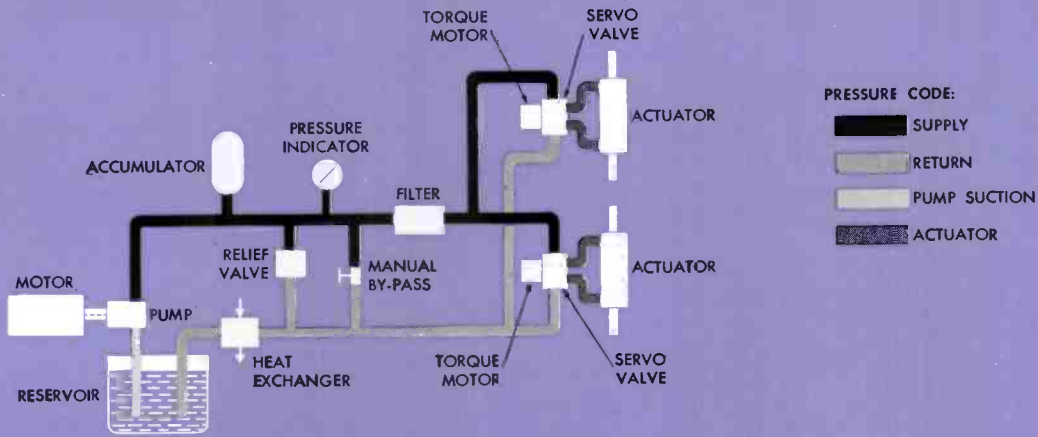 TORQUE
MOTOR
SERVO
VALVE
ACTUATOR
PRESSURE
INDICATOR
ACCUMULATOR
FILTER
RELIEF
VALVE
MANUAL
BY-PASS
ACTUATOR
MOTOR
PUMP
HEAT
EXCHANGER
TORQUE
MOTOR
SERVO
VALVE
RESERVOIR
PRESSURE CODE:
SUPPLY
RETURN
PUMP SUCTION
ACTUATOR